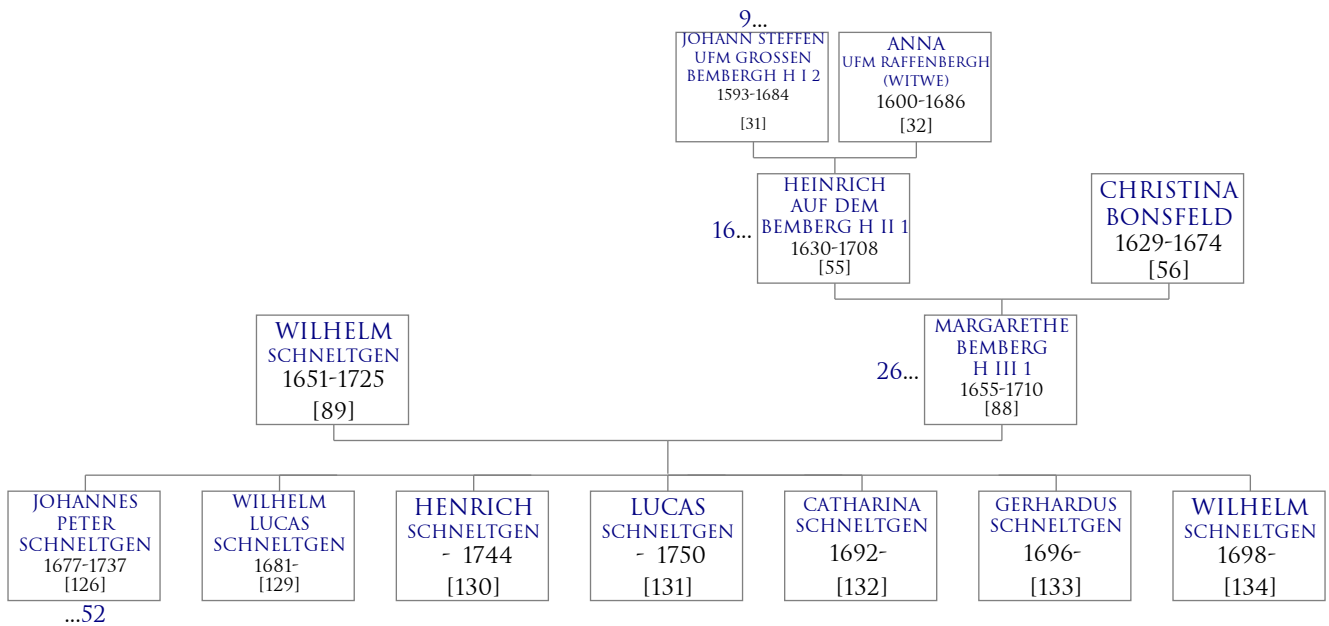 9...
JOHANN STEFFEN
UFM GROSSEN
BEMBERGH H I 2
1593-1684
[31]
ANNA
UFM RAFFENBERGH
(WITWE)
1600-1686
[32]
16...
HEINRICH
AUF DEM
BEMBERG H II 1
1630-1708
[55]
CHRISTINA
BONSFELD
1629-1674
[56]
WILHELM
SCHNELTGEN
1651-1725
[89]
26...
MARGARETHE
BEMBERG
H III 1
1655-1710
[88]
JOHANNES
PETER
SCHNELTGEN
1677-1737
[126]
...52
WILHELM
LUCAS
SCHNELTGEN
1681-
[129]
HENRICH
SCHNELTGEN
- 1744
[130]
LUCAS
SCHNELTGEN
- 1750
[131]
CATHARINA
SCHNELTGEN
1692-
[132]
GERHARDUS
SCHNELTGEN
1696-
[133]
WILHELM
SCHNELTGEN
1698-
[134]